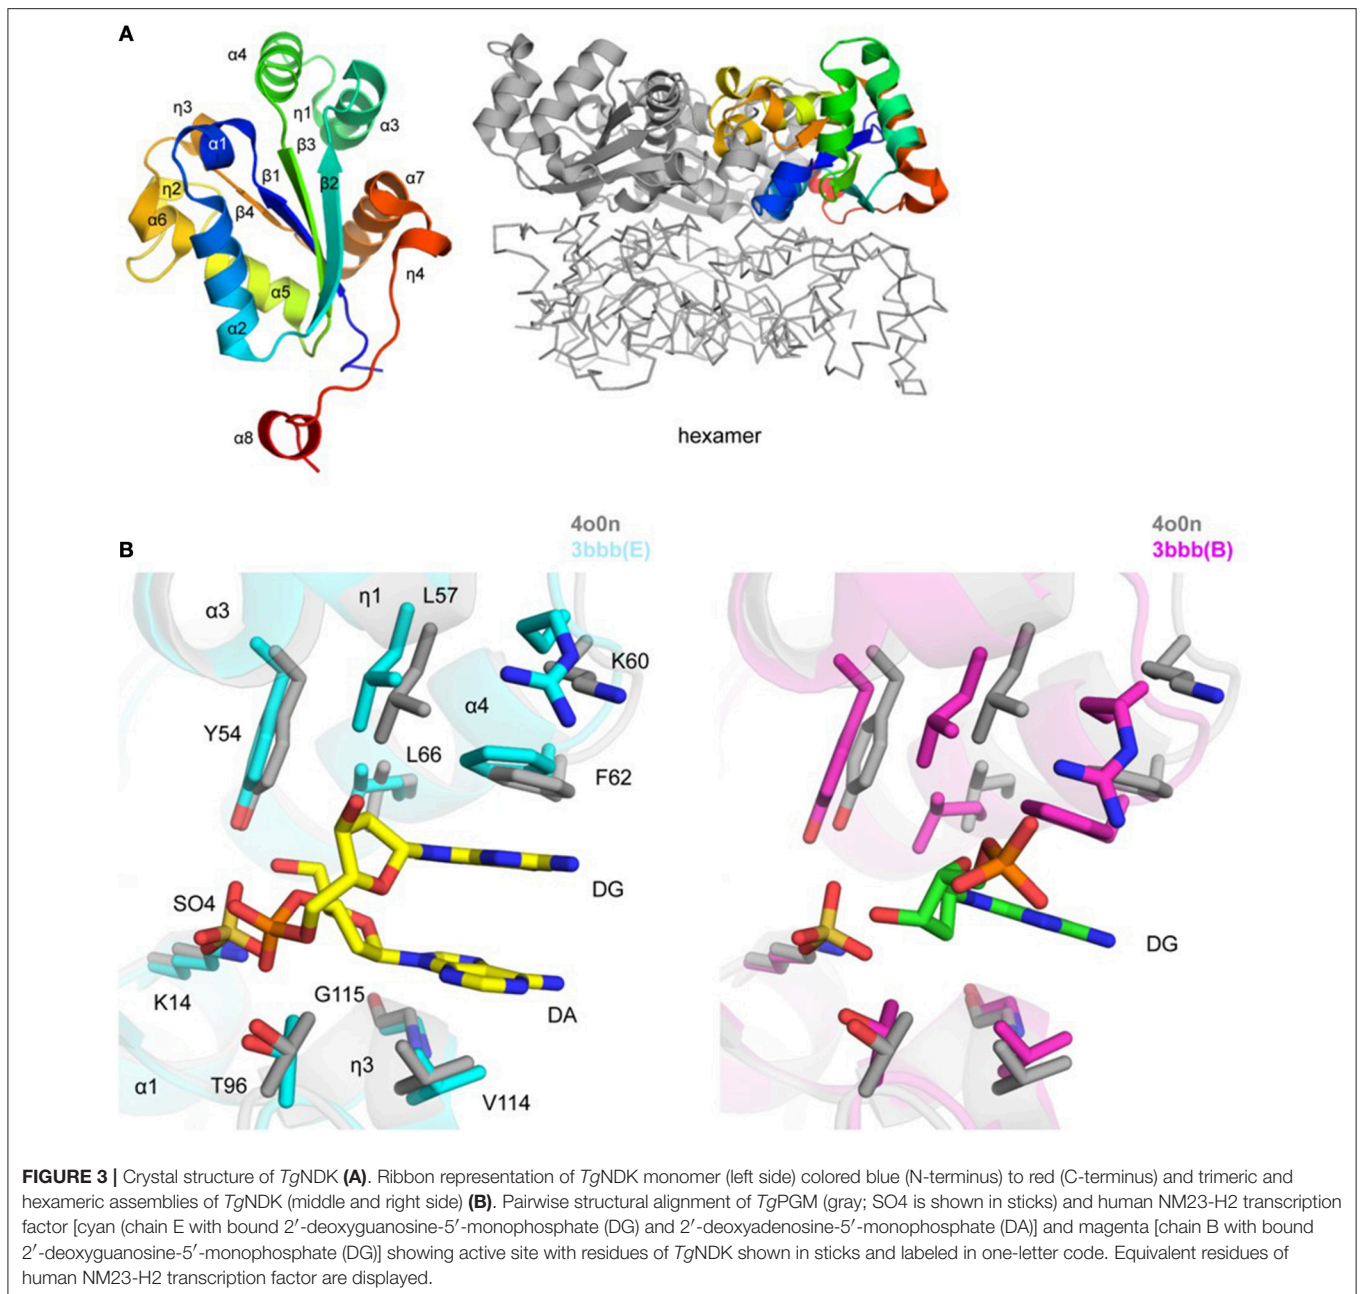 A
α4
η3
α1
η1
α3
β3
β1
β2
α7
η2
β4
α6
η4
α5
α2
α8
hexamer
B
4o0n
3bbb(E)
4o0n
3bbb(B)
α3
η1
L57
K60
α4
Y54
L66
F62
SO4
DG
DG
K14
G115
DA
α1
T96
η3
V114
FIGURE 3 | Crystal structure of TgNDK (A). Ribbon representation of TgNDK monomer (left side) colored blue (N-terminus) to red (C-terminus) and trimeric and
hexameric assemblies of TgNDK (middle and right side) (B). Pairwise structural alignment of TgPGM (gray; SO4 is shown in sticks) and human NM23-H2 transcription
factor [cyan (chain E with bound 2′-deoxyguanosine-5′-monophosphate (DG) and 2′-deoxyadenosine-5′-monophosphate (DA)] and magenta [chain B with bound
2′-deoxyguanosine-5′-monophosphate (DG)] showing active site with residues of TgNDK shown in sticks and labeled in one-letter code. Equivalent residues of
human NM23-H2 transcription factor are displayed.